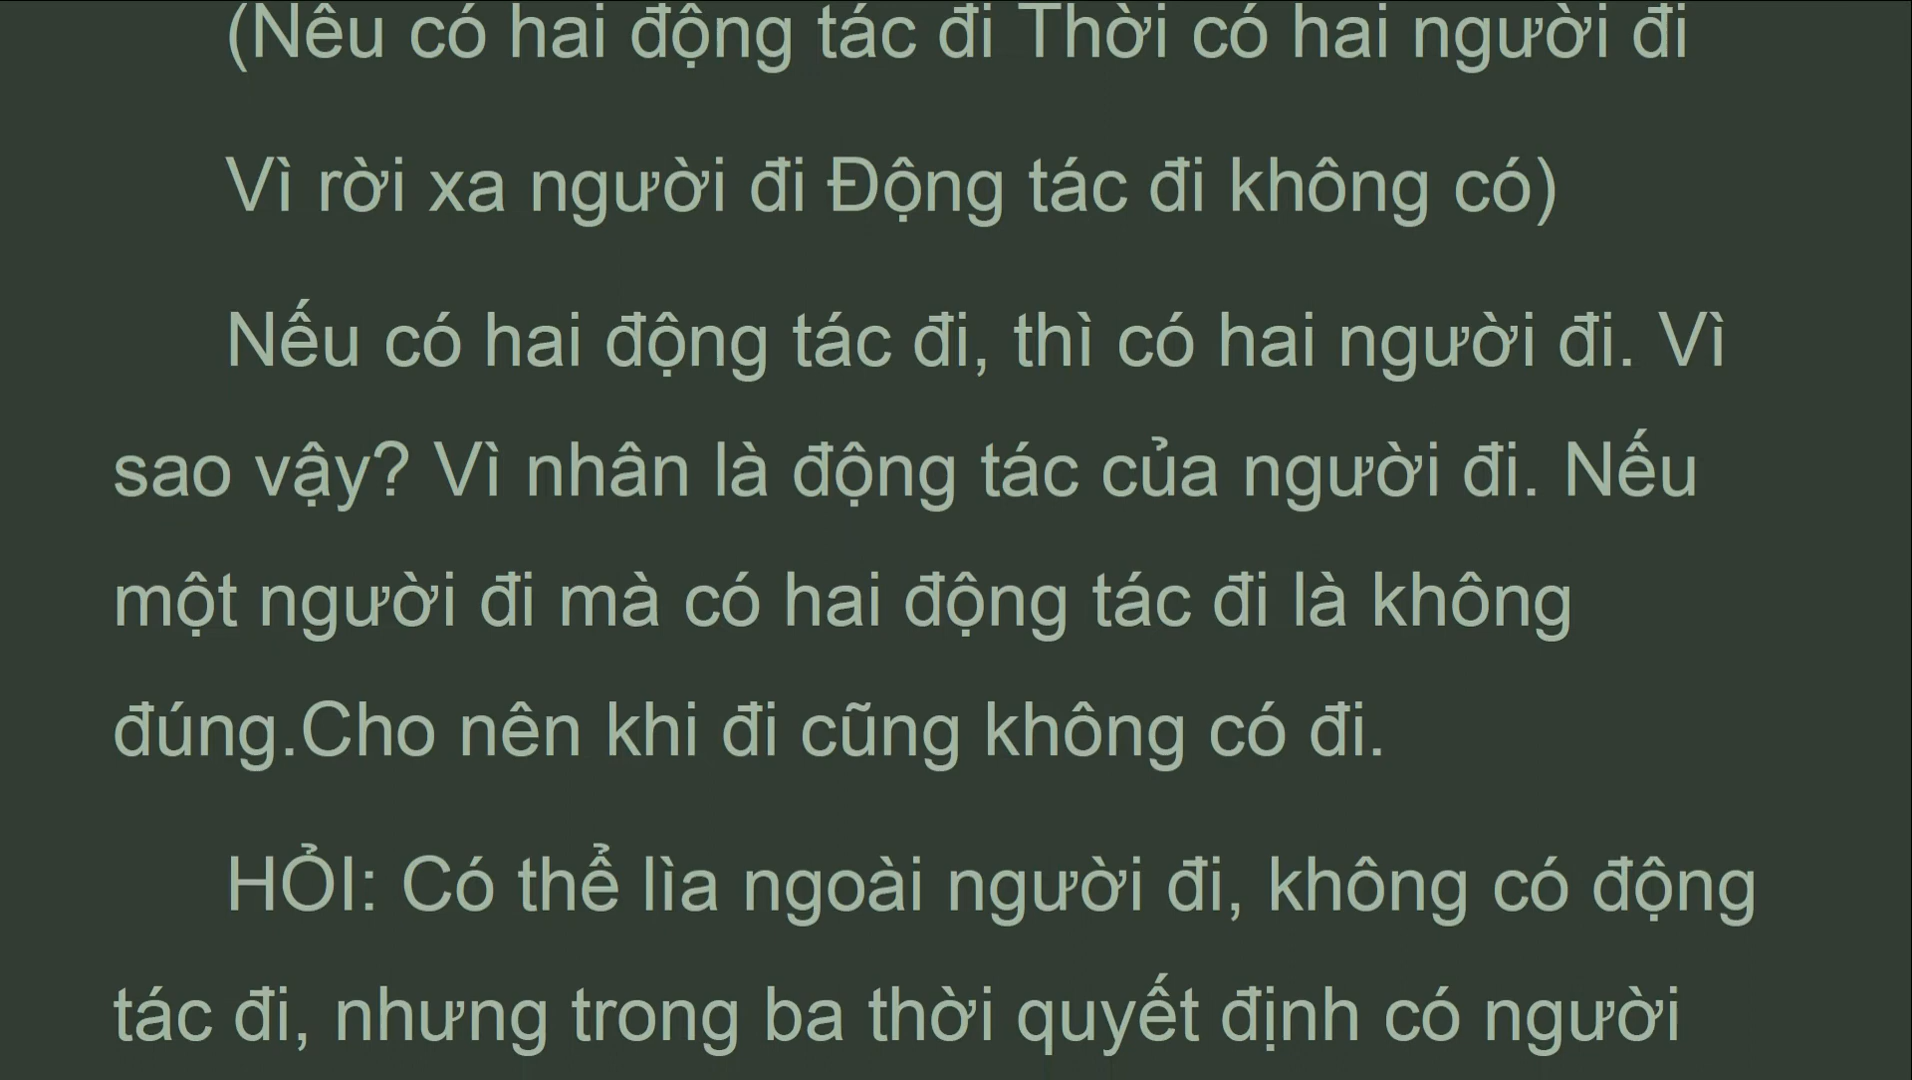 (Nếu có hai động tác đi Thời có hai người đi
Vì rời xa người đi Động tác đi không có)
Nếu có hai động tác đi, thì có hai người đi. Vì
sao vậy? Vì nhân là động tác của người đi. Nếu
một người đi mà có hai động tác đi là không
đúng.Cho nên khi đi cũng không có đi.
HỎI: Có thể lìa ngoài người đi, không có động
tác đi, nhưng trong ba thời quyết định có người